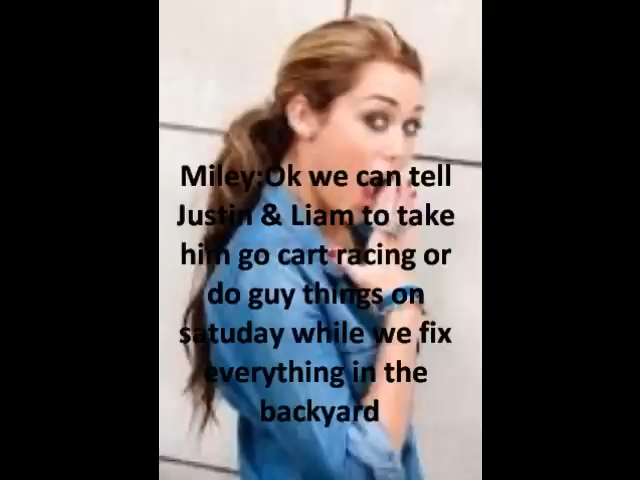 Miley:Ok we can tell
Justin & Liam to take
him go cart racing or
do guy things on
satuday while we fix
everything in the
backyard